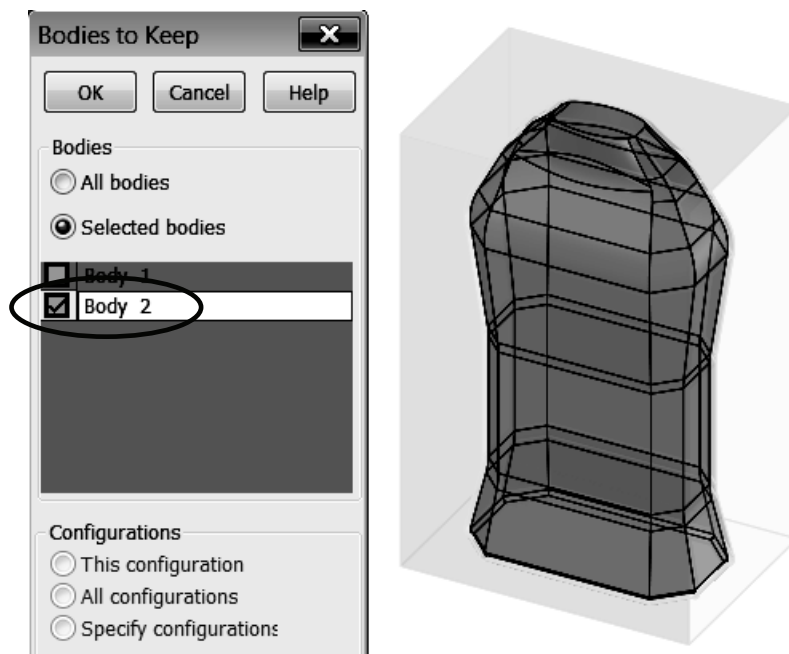 Bodies to Keep
OK Cancel Help
Bodies
All bodies
Selected bodies
Body 1
Body 2
Configurations
This configuration
All configurations
Specify configurations